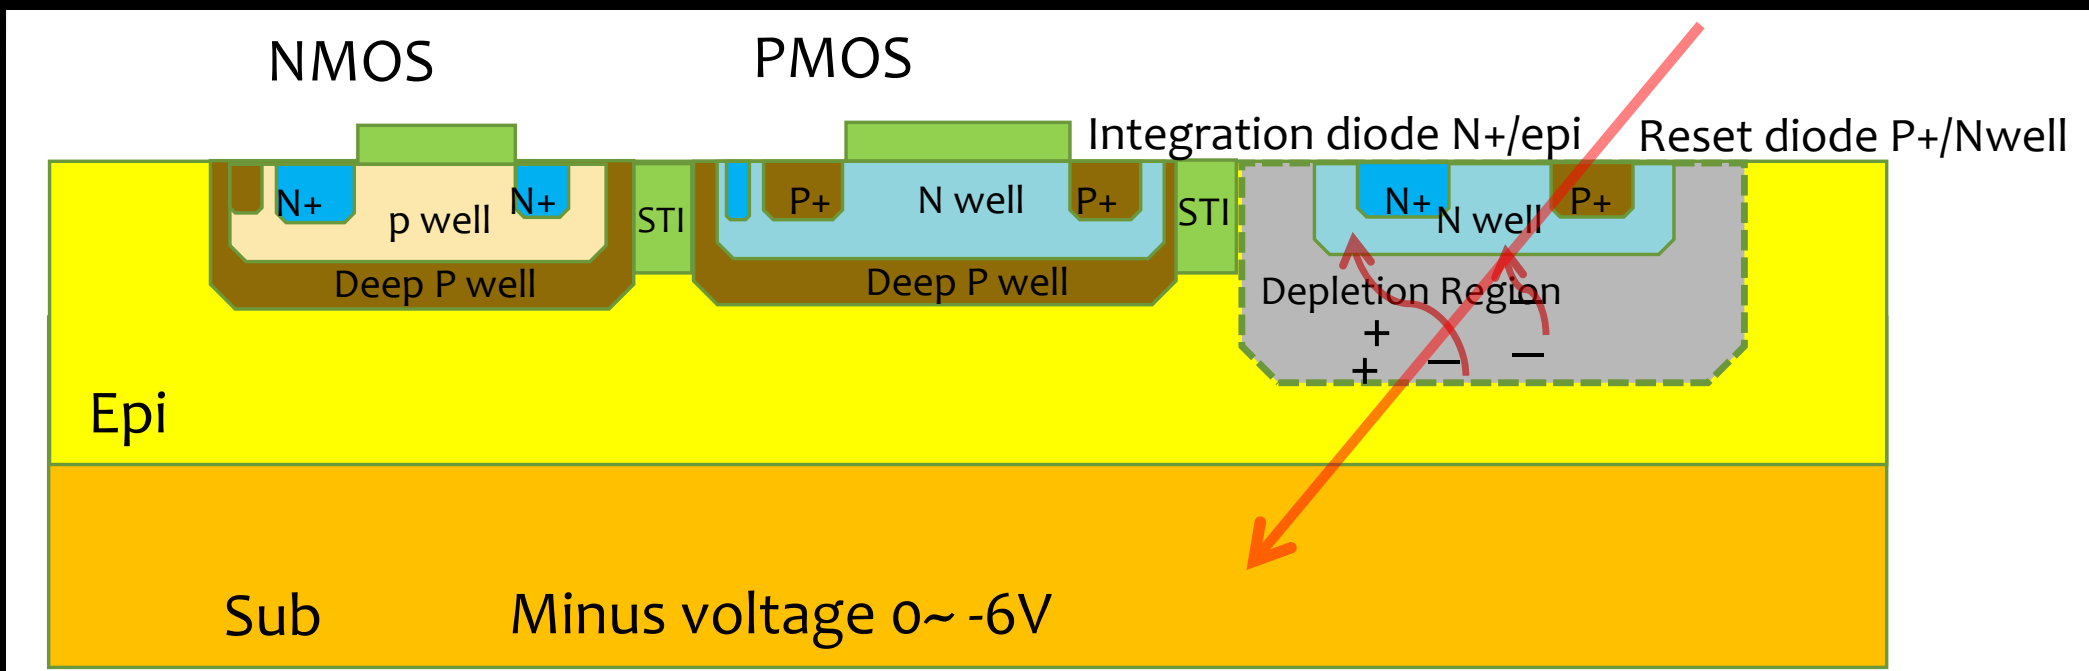 NMOS
PMOS
Integration diode N+/epi
Reset diode P+/Nwell
N+
p well
N+
STI
P+
N well
P+
STI
N+
N well
P+
Deep P well
Deep P well
Depletion Region
–
+
–
+
–
Epi
Sub
Minus voltage 0~ -6V